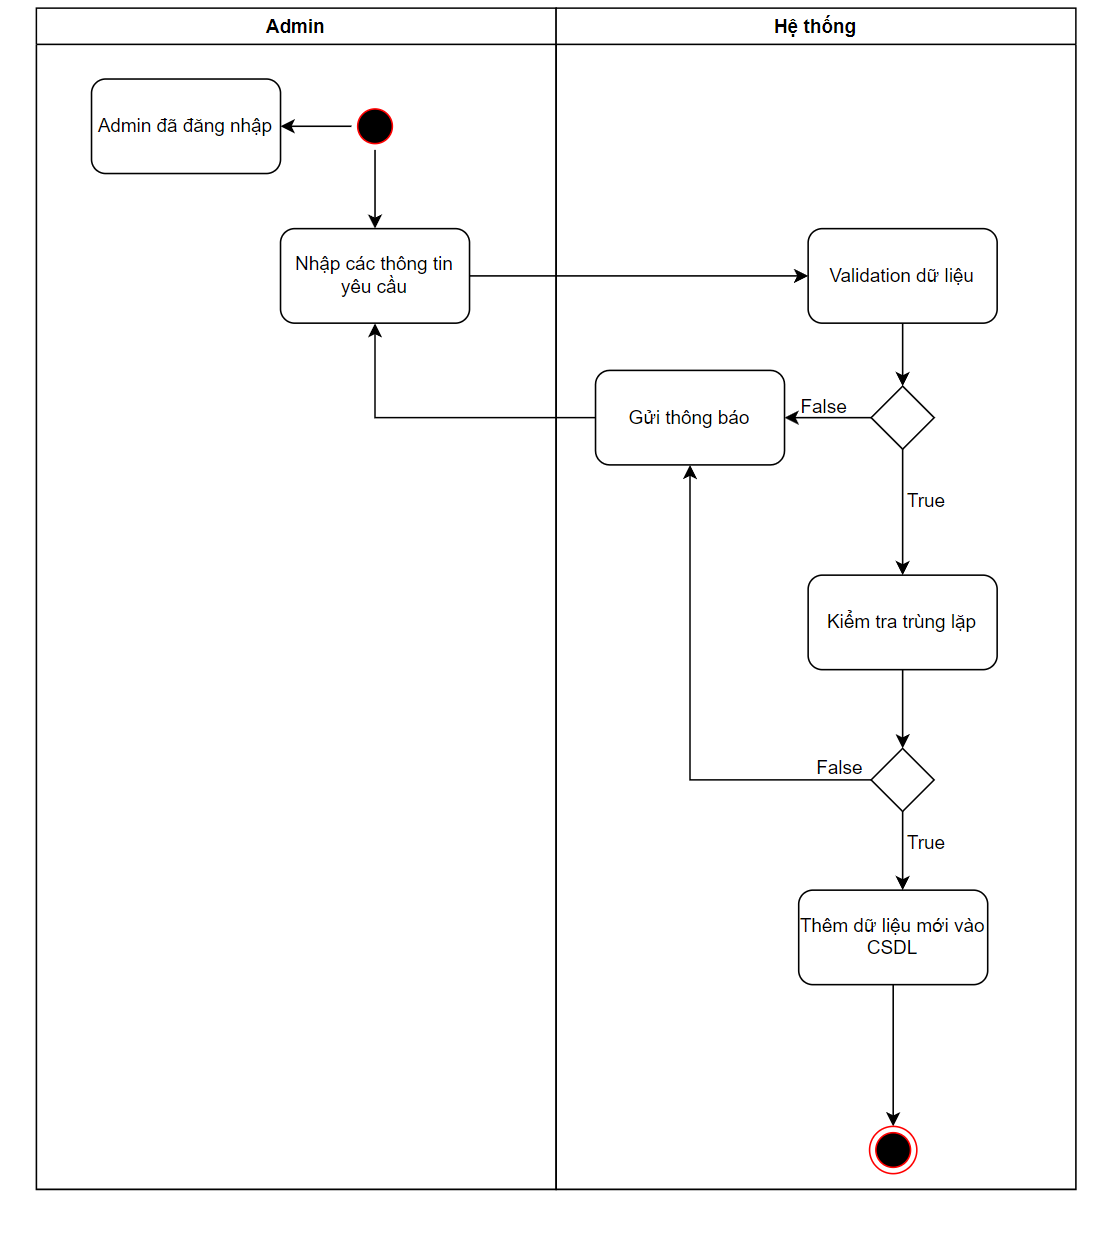 Admin
Hệ thống
Admin đã đăng nhập
Nhập các thông tin
yêu cầu
Validation dữ liệu
Gửi thông báo
False
True
Kiểm tra trùng lặp
False
True
Thêm dữ liệu mới vào
CSDL